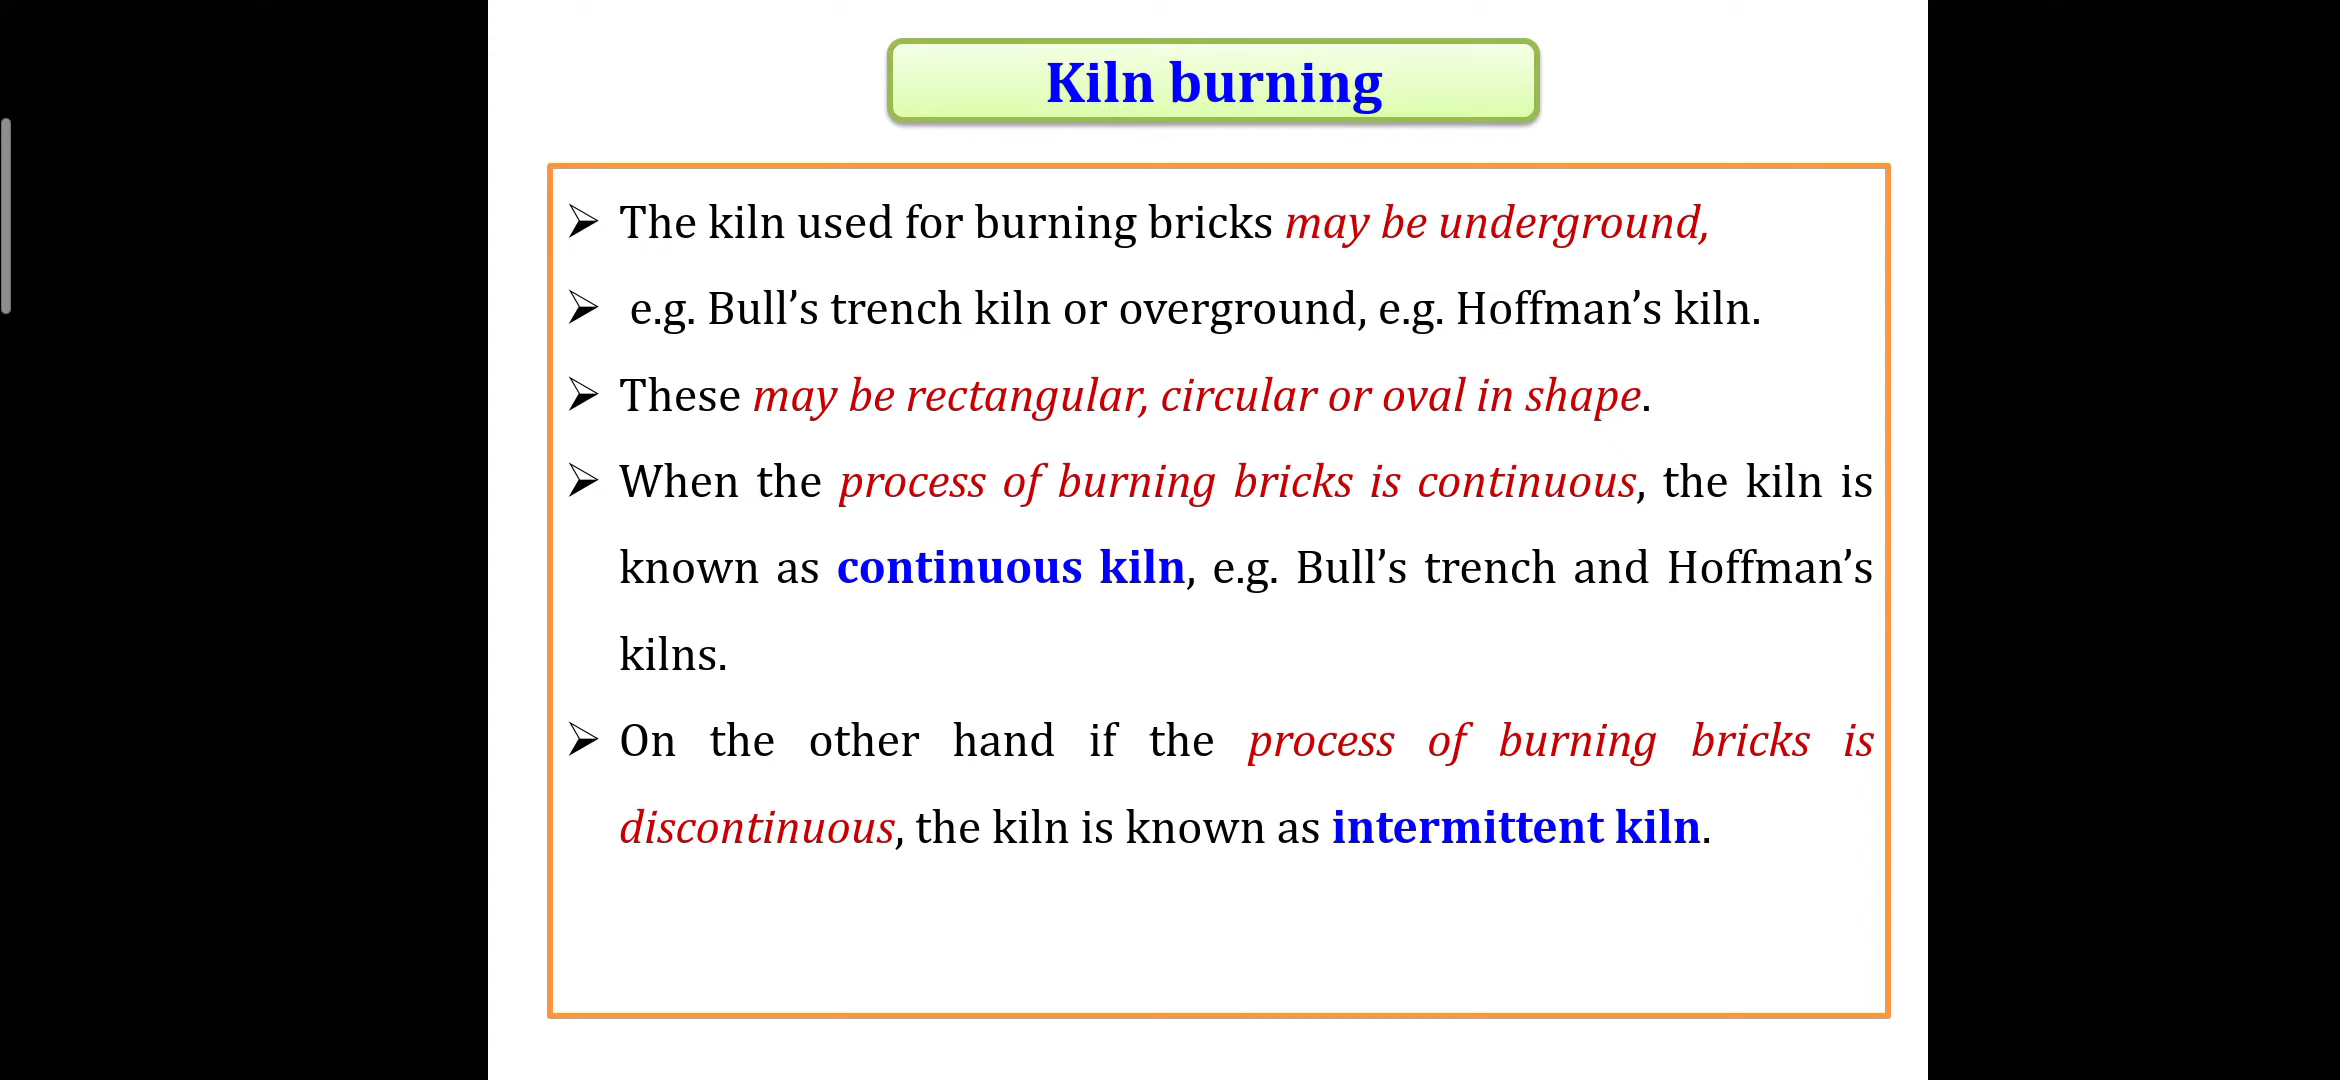 Kiln burning
➢ The kiln used for burning bricks may be underground,
➢ e.g. Bull’s trench kiln or overground, e.g. Hoffman’s kiln.
➢ These may be rectangular, circular or oval in shape.
➢ When the process of burning bricks is continuous, the kiln is
known as continuous kiln, e.g. Bull’s trench and Hoffman’s
kilns.
➢ On the other hand if the process of burning bricks is
discontinuous, the kiln is known as intermittent kiln.